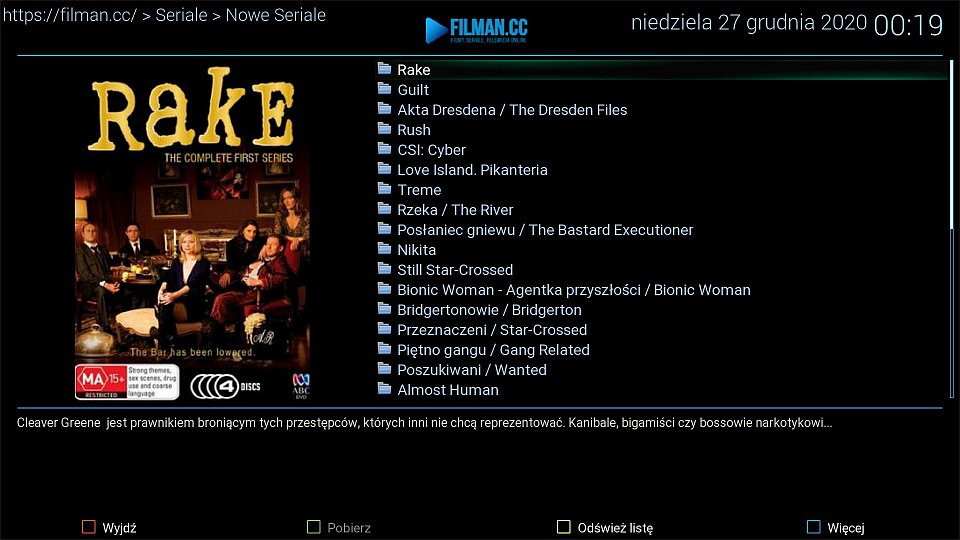 https://filman.cc/ > Seriale > Nowe Seriale
FILMAN.CC
FILMY, SERIALE, TELEWIZJA ONLINE
niedziela 27 grudnia 2020 00:19
RAKE
THE COMPLETE FIRST SERIES
The Bar has been lowered.
MA 15+
RESTRICTED
Strong themes,
sex scenes, drug
use and coarse
language
4 DISCS
ABC
DVD
Rake
Guilt
Akta Dresdena / The Dresden Files
Rush
CSI: Cyber
Love Island. Pikanteria
Treme
Rzeka / The River
Posłaniec gniewu / The Bastard Executioner
Nikita
Still Star-Crossed
Bionic Woman - Agentka przyszłości / Bionic Woman
Bridgertonowie / Bridgerton
Przeznaczeni / Star-Crossed
Piętno gangu / Gang Related
Poszukiwani / Wanted
Almost Human
Cleaver Greene  jest prawnikiem broniącym tych przestępców, których inni nie chcą reprezentować. Kanibale, bigamiści czy bossowie narkotykowi...
Wyjdź
Pobierz
Odśwież listę
Więcej